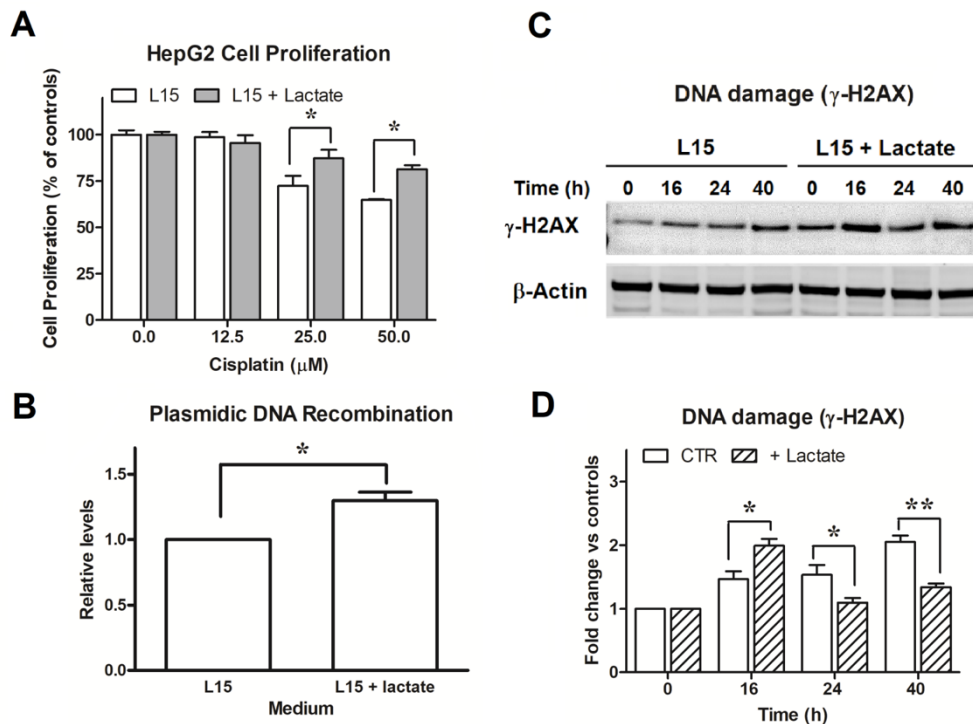 A
HepG2 Cell Proliferation
L15 L15 + Lactate
* *
Cell Proliferation (% of controls)
100
75
50
25
0
0.0 12.5 25.0 50.0
Cisplatin (μM)
B
Plasmidic DNA Recombination
*
Relative levels
1.5
1.0
0.5
0.0
L15 L15 + lactate
Medium
C
DNA damage (γ-H2AX)
L15 L15 + Lactate
Time (h) 0 16 24 40 0 16 24 40
γ-H2AX
β-Actin
D
DNA damage (γ-H2AX)
CTR + Lactate
* * **
Fold change vs controls
3
2
1
0
0 16 24 40
Time (h)